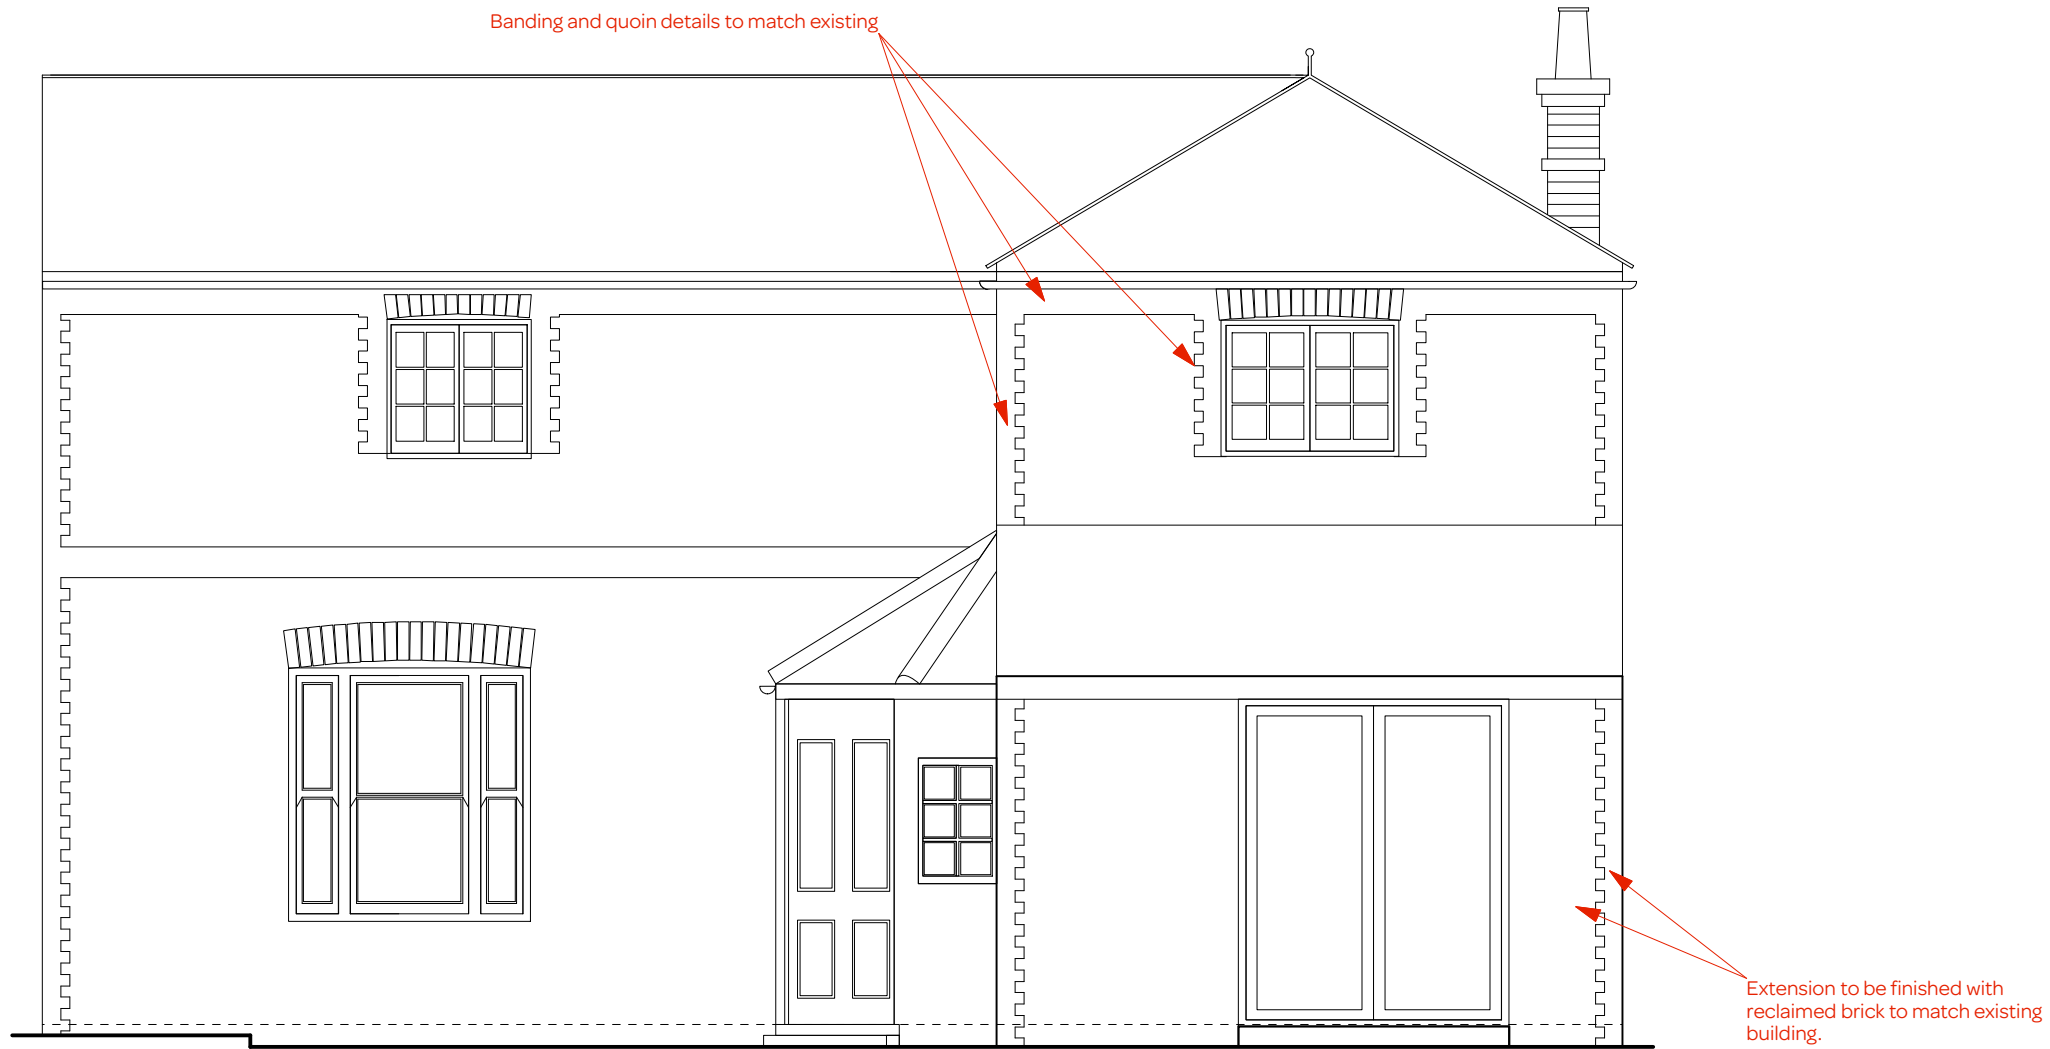 Banding and quoin details to match existing
Extension to be finished with
reclaimed brick to match existing
building.